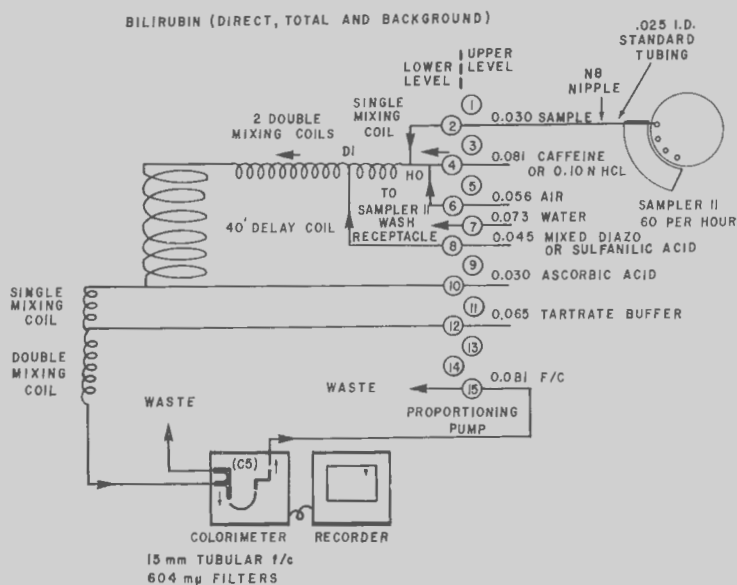 BILIRUBIN (DIRECT, TOTAL AND BACKGROUND)
.025 I.D.
STANDARD
TUBING
N8
NIPPLE
LOWER
LEVEL
UPPER
LEVEL
2 DOUBLE
MIXING COILS
SINGLE
MIXING
COIL
DI
HO
1
2 0.030 SAMPLE
3
4 0.081 CAFFEINE
OR 0.10 N HCL
5
6 0.056 AIR
7 0.073 WATER
8 0.045 MIXED DIAZO
OR SULFANILIC ACID
9
10 0.030 ASCORBIC ACID
11
12 0.065 TARTRATE BUFFER
13
14
15 0.081 F/C
TO
SAMPLER II
WASH
RECEPTACLE
SAMPLER II
60 PER HOUR
40' DELAY COIL
SINGLE
MIXING
COIL
DOUBLE
MIXING
COIL
WASTE
WASTE
PROPORTIONING
PUMP
(C5)
COLORIMETER
RECORDER
15 mm TUBULAR f/c
604 mµ FILTERS